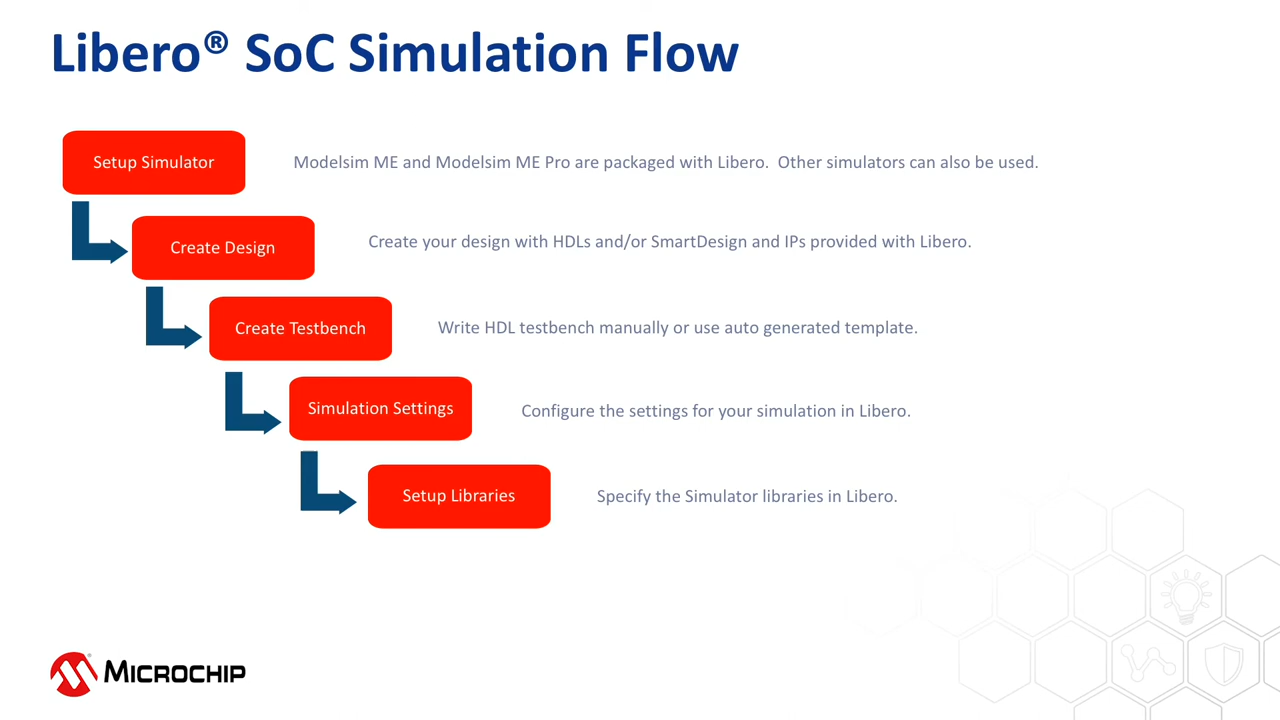 Libero® SoC Simulation Flow
Setup Simulator
Modelsim ME and Modelsim ME Pro are packaged with Libero.  Other simulators can also be used.
Create Design
Create your design with HDLs and/or SmartDesign and IPs provided with Libero.
Create Testbench
Write HDL testbench manually or use auto generated template.
Simulation Settings
Configure the settings for your simulation in Libero.
Setup Libraries
Specify the Simulator libraries in Libero.
MICROCHIP